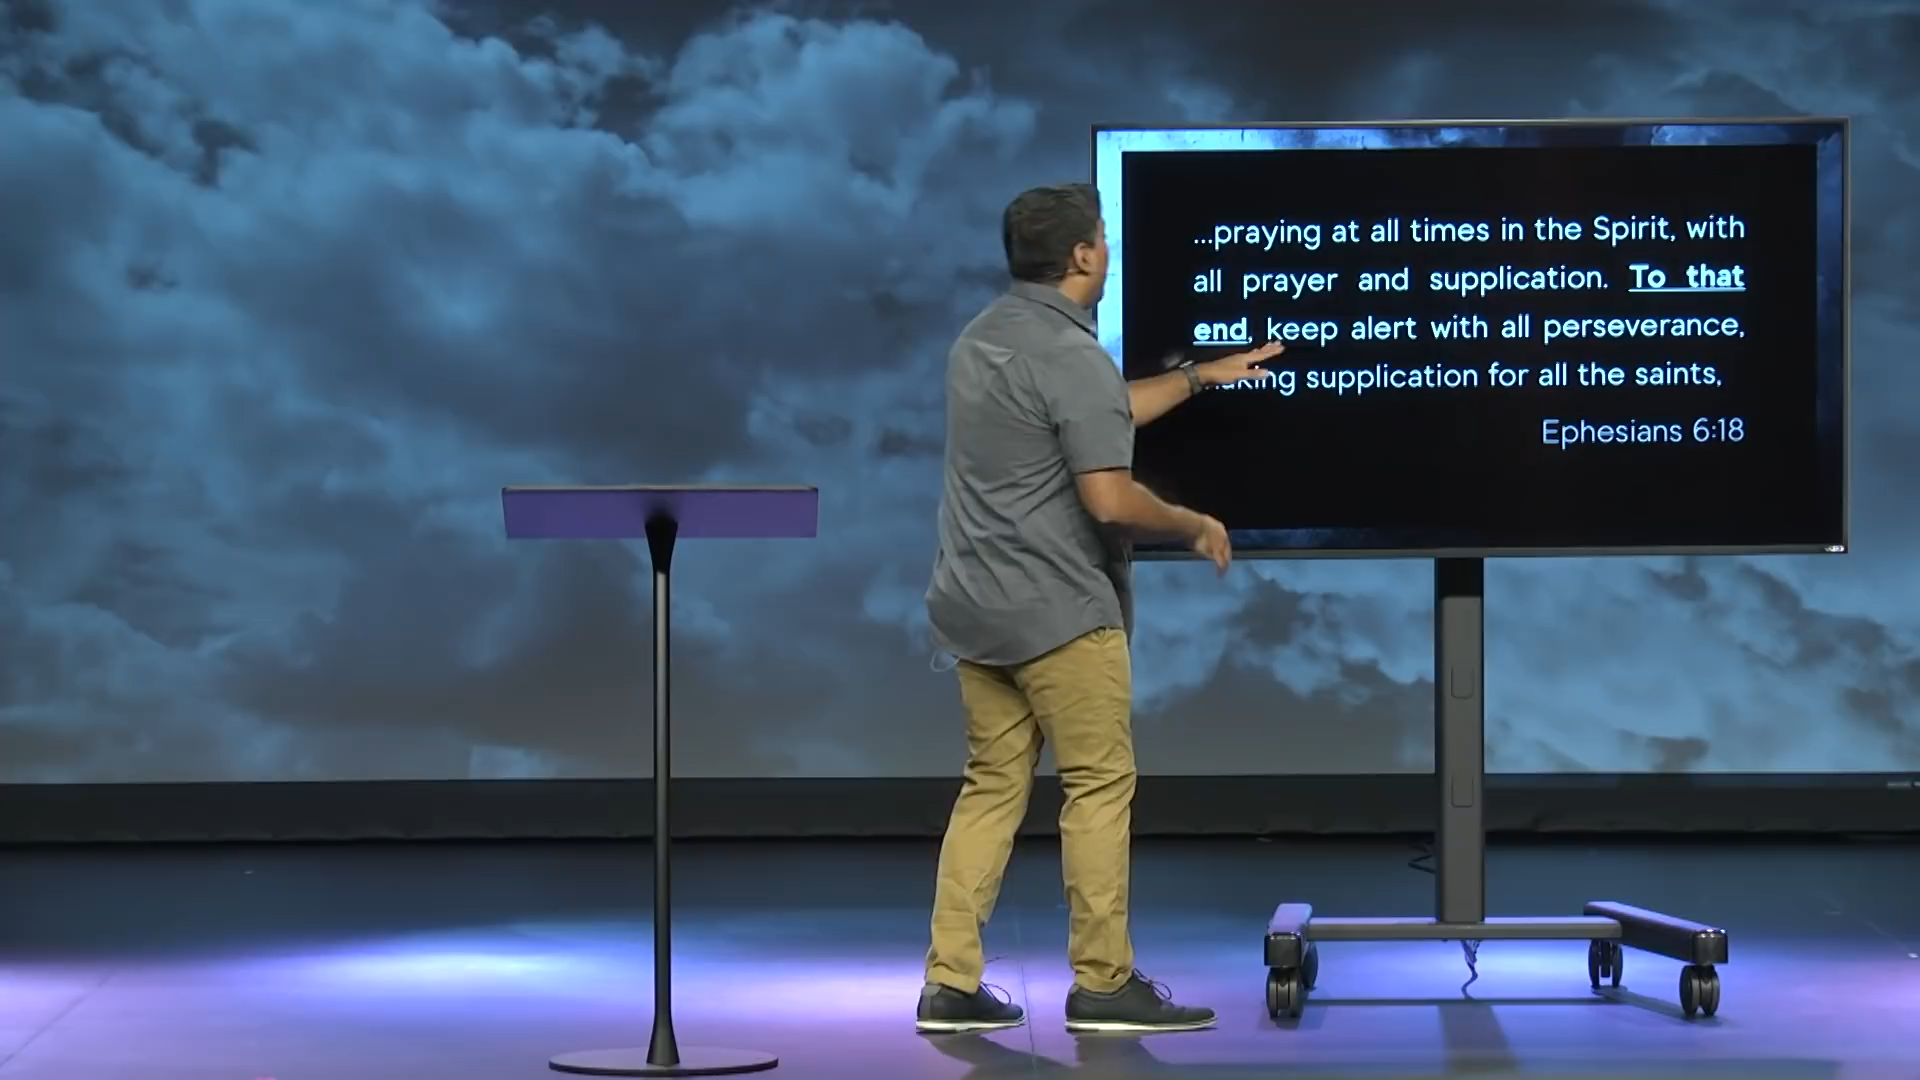 ...praying at all times in the Spirit, with
all prayer and supplication. To that
end, keep alert with all perseverance,
supplication for all the saints,
Ephesians 6:18